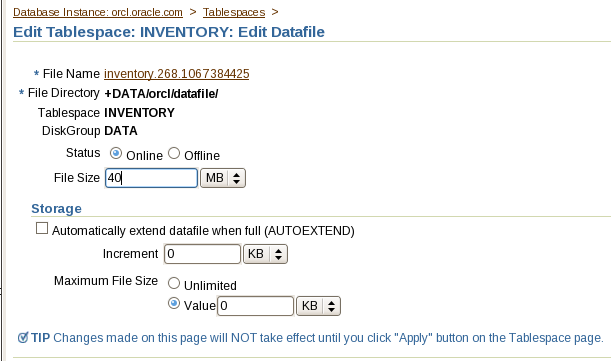 Database Instance: orcl.oracle.com > Tablespaces >
Edit Tablespace: INVENTORY: Edit Datafile
* File Name inventory.268.1067384425
* File Directory +DATA/orcl/datafile/
Tablespace INVENTORY
DiskGroup DATA
Status Online Offline
File Size 40 MB
Storage
Automatically extend datafile when full (AUTOEXTEND)
Increment 0 KB
Maximum File Size Unlimited
Value 0 KB
TIP Changes made on this page will NOT take effect until you click "Apply" button on the Tablespace page.